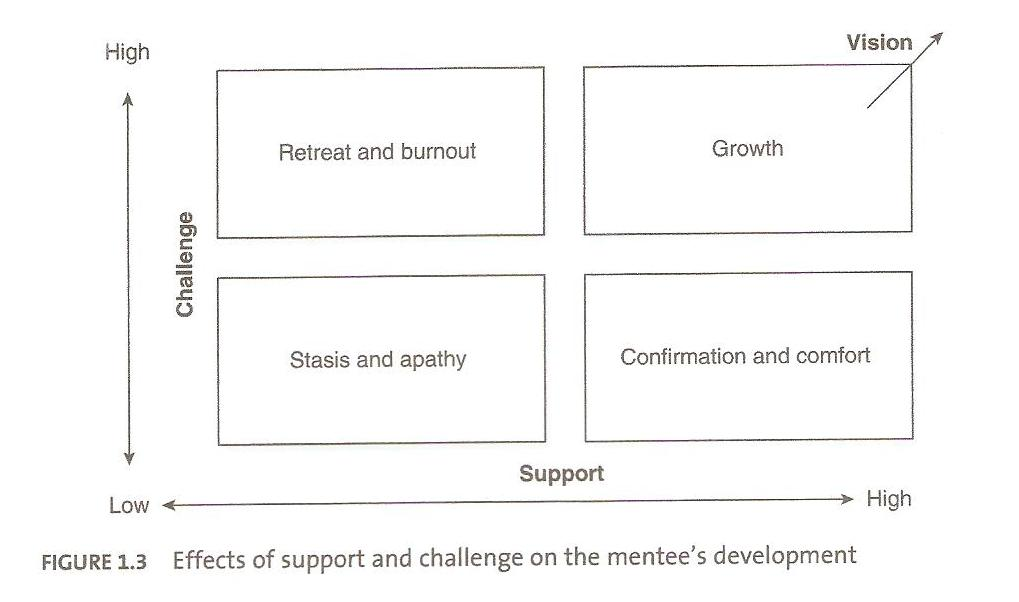 High
Vision
Retreat and burnout
Growth
Challenge
Stasis and apathy
Confirmation and comfort
Support
Low
High
FIGURE 1.3 Effects of support and challenge on the mentee's development